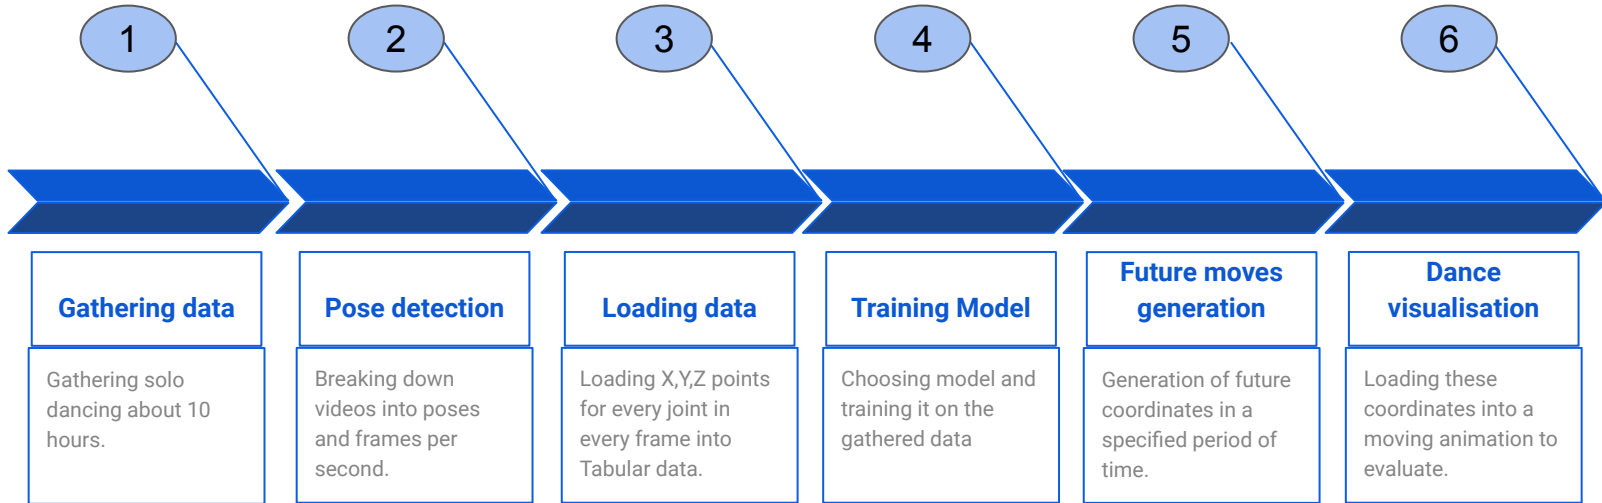 1
2
3
4
5
6
Gathering data
Gathering solo
dancing about 10
hours.
Pose detection
Breaking down
videos into poses
and frames per
second.
Loading data
Loading X,Y,Z points
for every joint in
every frame into
Tabular data.
Training Model
Choosing model and
training it on the
gathered data
Future moves
generation
Generation of future
coordinates in a
specified period of
time.
Dance
visualisation
Loading these
coordinates into a
moving animation to
evaluate.